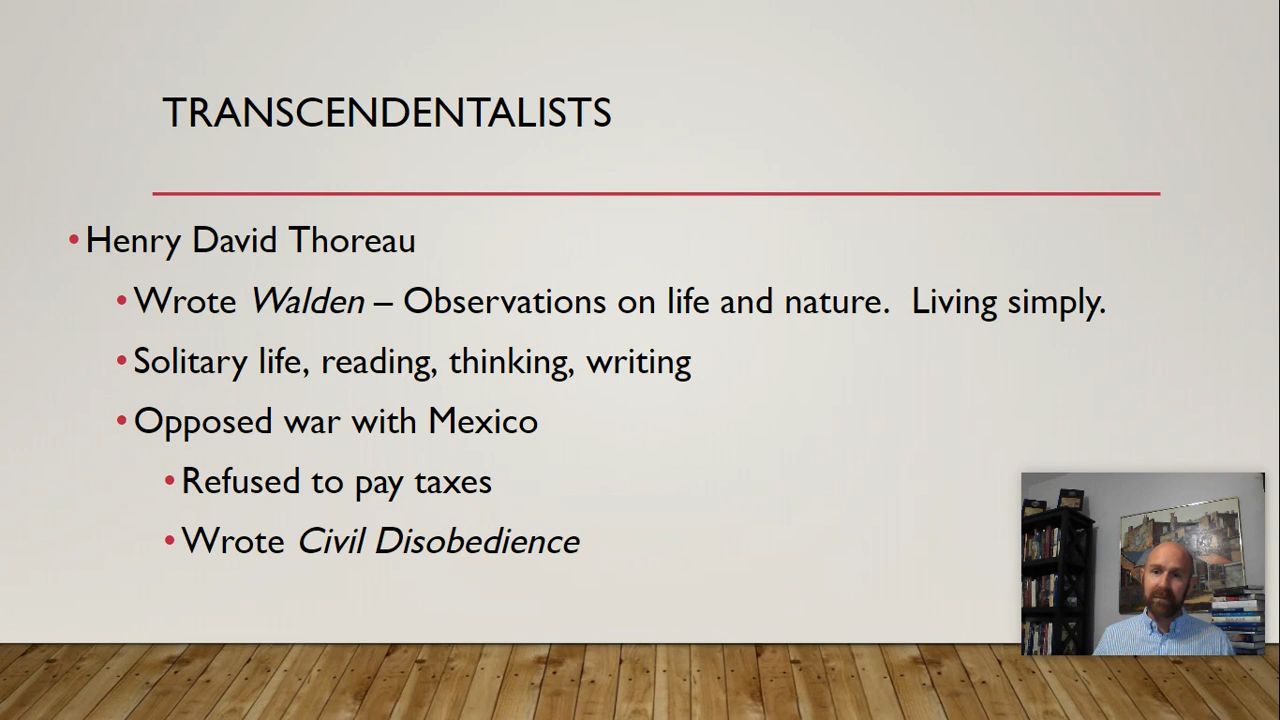 TRANSCENDENTALISTS
•Henry David Thoreau
•Wrote Walden – Observations on life and nature.  Living simply.
•Solitary life, reading, thinking, writing
•Opposed war with Mexico
•Refused to pay taxes
•Wrote Civil Disobedience